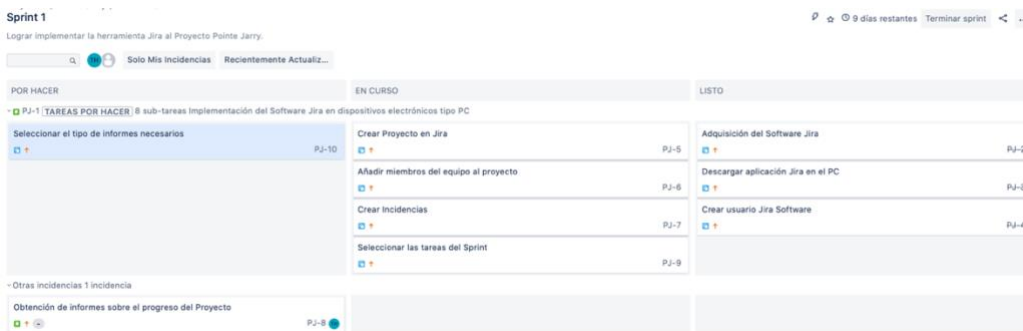 Sprint 1
9 días restantes Terminar sprint
Lograr implementar la herramienta Jira al Proyecto Pointe Jarry.
Solo Mis Incidencias Recientemente Actualiz...
POR HACER EN CURSO LISTO
PJ-1 TAREAS POR HACER 8 sub-tareas Implementación del Software Jira en dispositivos electrónicos tipo PC
Seleccionar el tipo de informes necesarios
PJ-10
Crear Proyecto en Jira
PJ-5
Añadir miembros del equipo al proyecto
PJ-6
Crear Incidencias
PJ-7
Seleccionar las tareas del Sprint
PJ-9
Adquisición del Software Jira
Descargar aplicación Jira en el PC
Crear usuario Jira Software
Otras incidencias 1 incidencia
Obtención de informes sobre el progreso del Proyecto
PJ-8